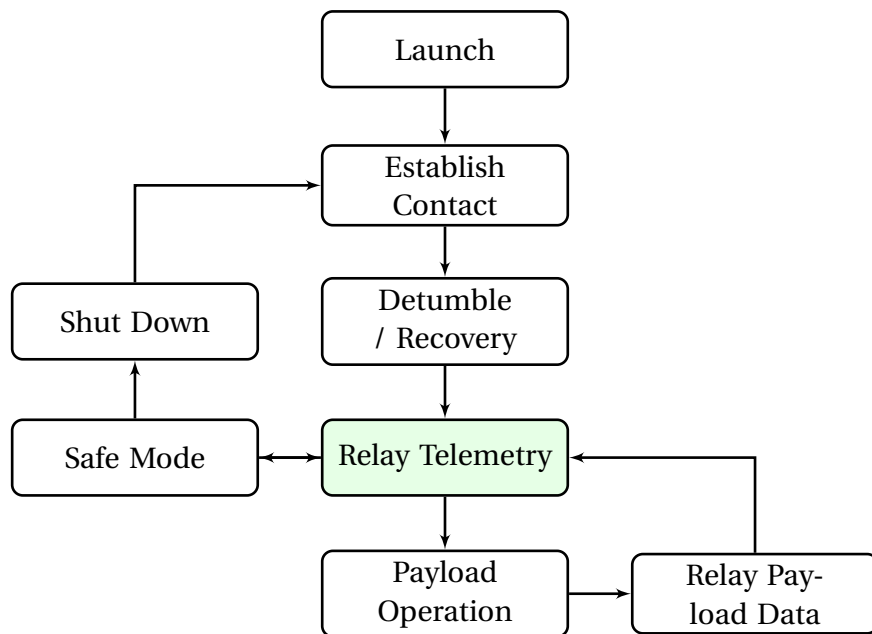 Launch
Establish
Contact
Detumble
/ Recovery
Shut Down
Safe Mode
Relay Telemetry
Payload
Operation
Relay Pay-
load Data